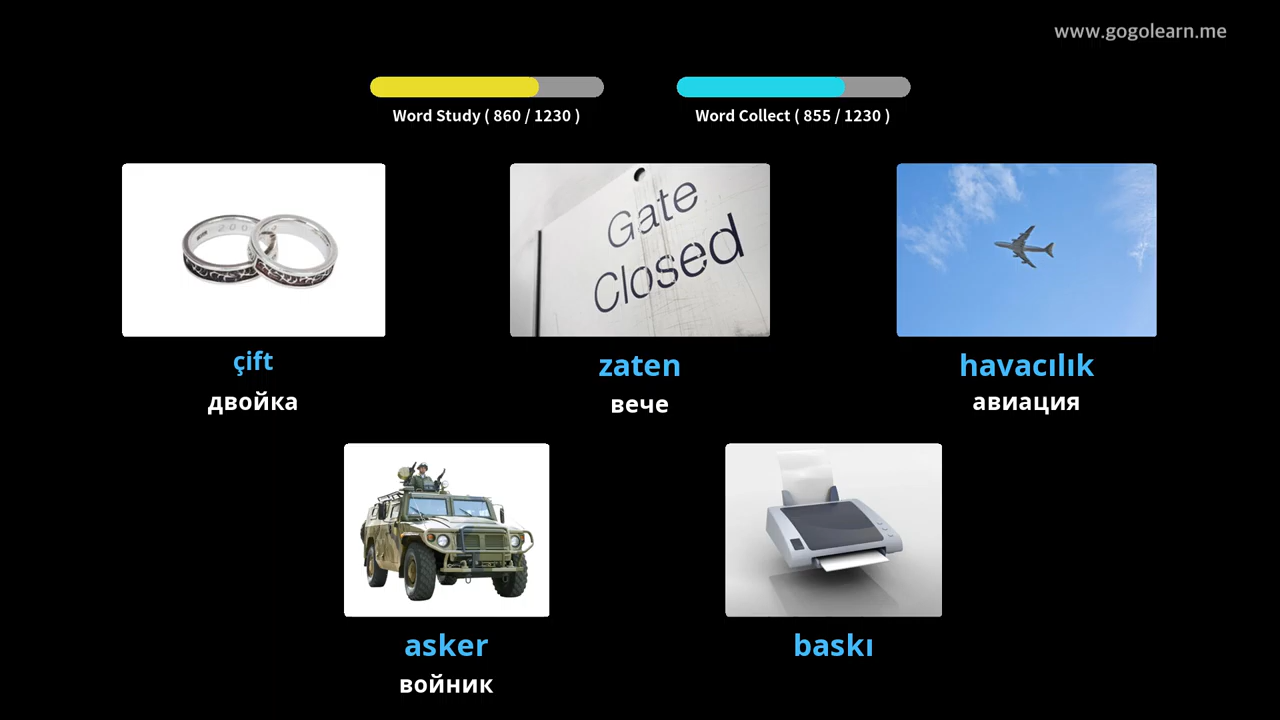 www.gogolearn.me
Word Study ( 860 / 1230 )
Word Collect ( 855 / 1230 )
Gate
Closed
çift
двойка
zaten
вече
havacılık
авиация
asker
войник
baskı